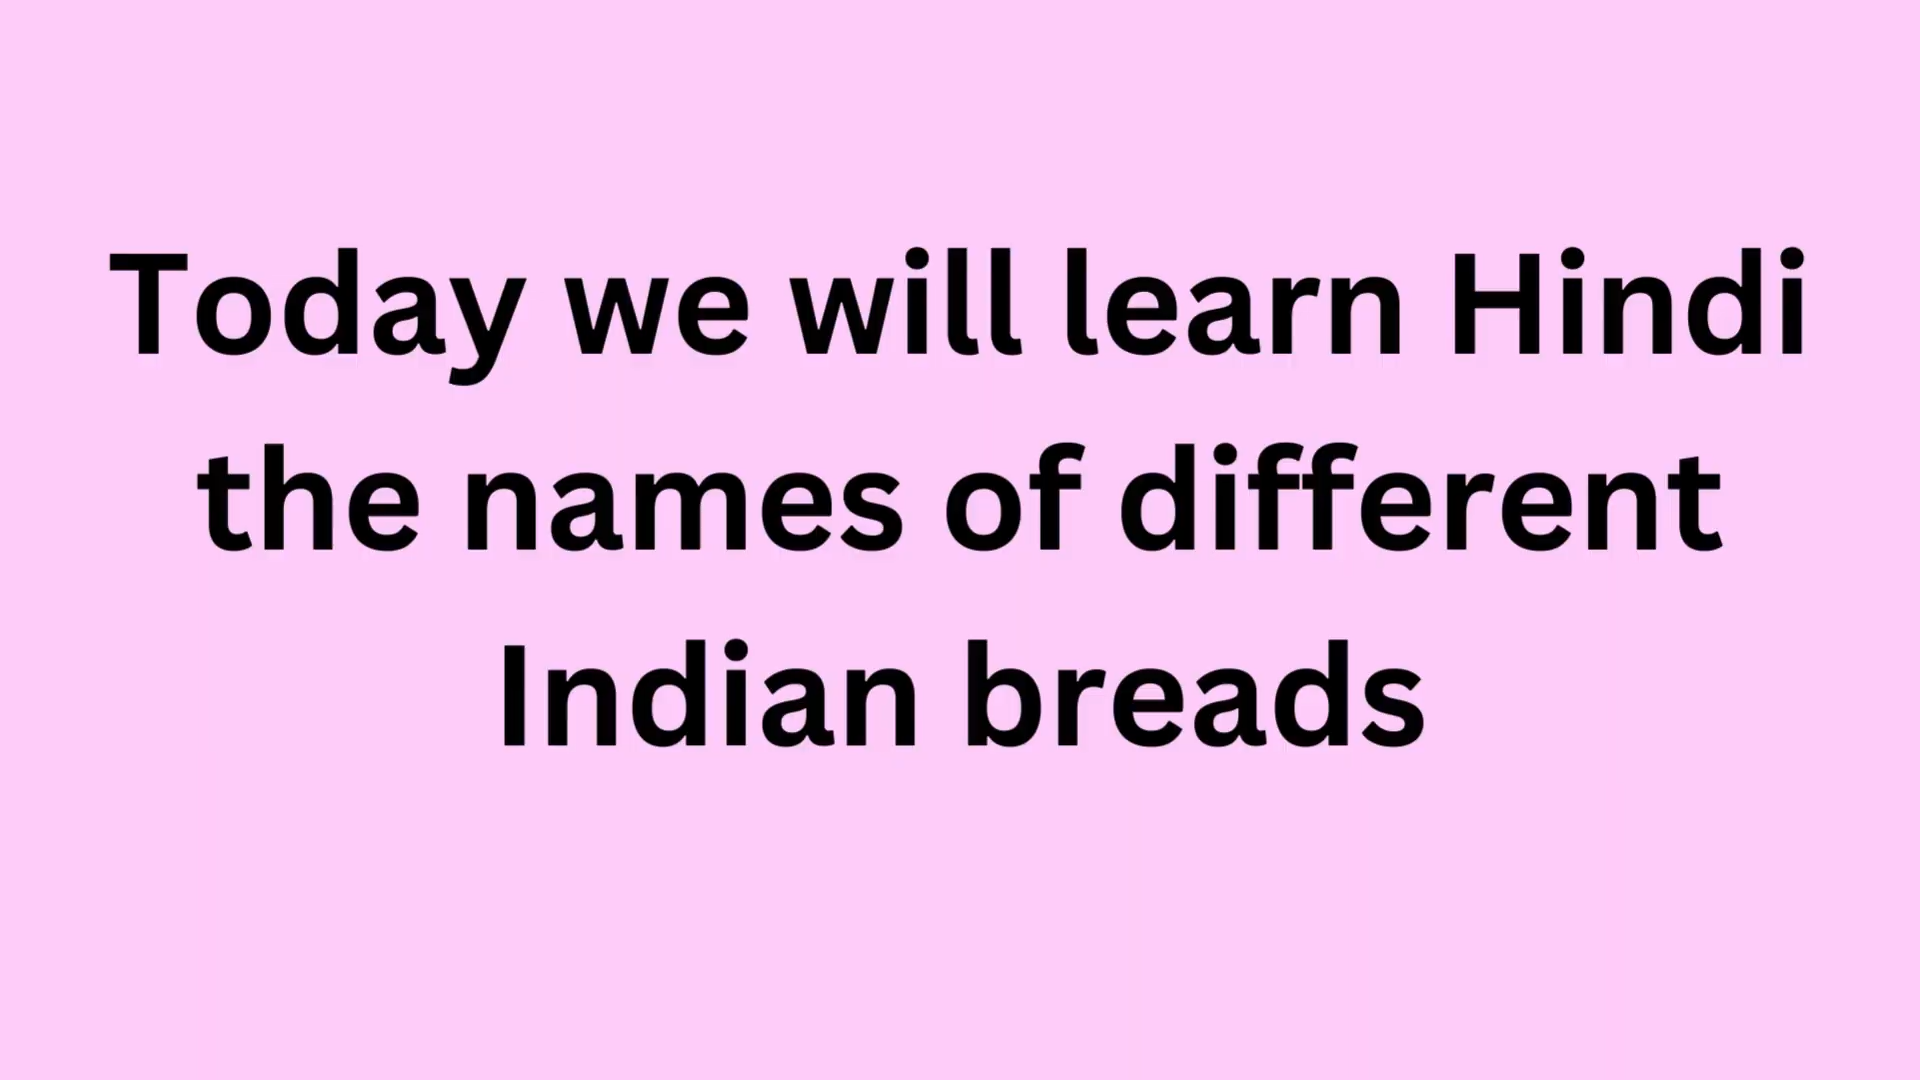 Today we will learn Hindi
the names of different
Indian breads